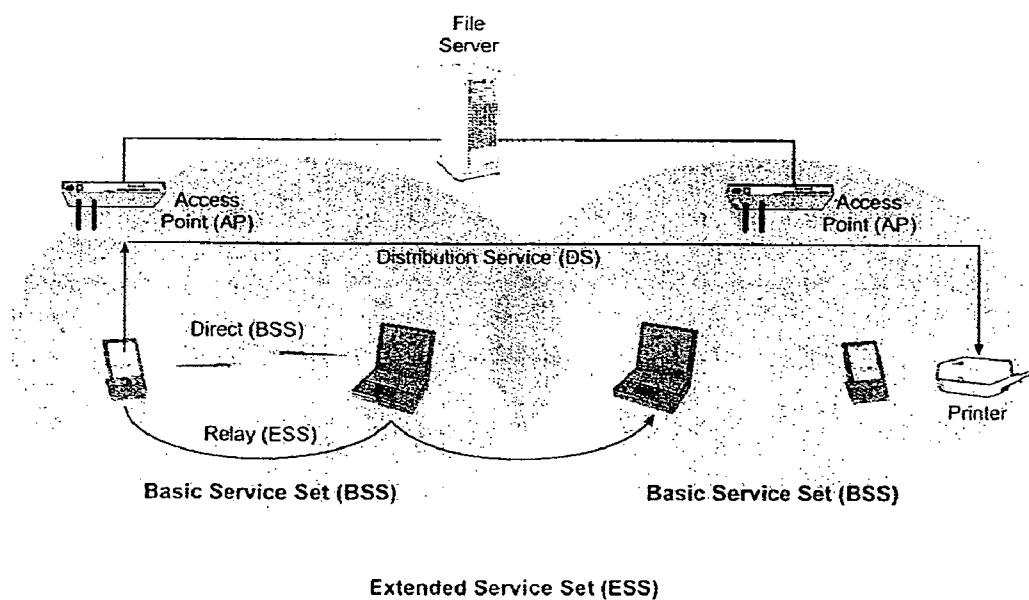 File
Server
Access
Point (AP)
Access
Point (AP)
Distribution Service (DS)
Direct (BSS)
Relay (ESS)
Printer
Basic Service Set (BSS)
Basic Service Set (BSS)
Extended Service Set (ESS)